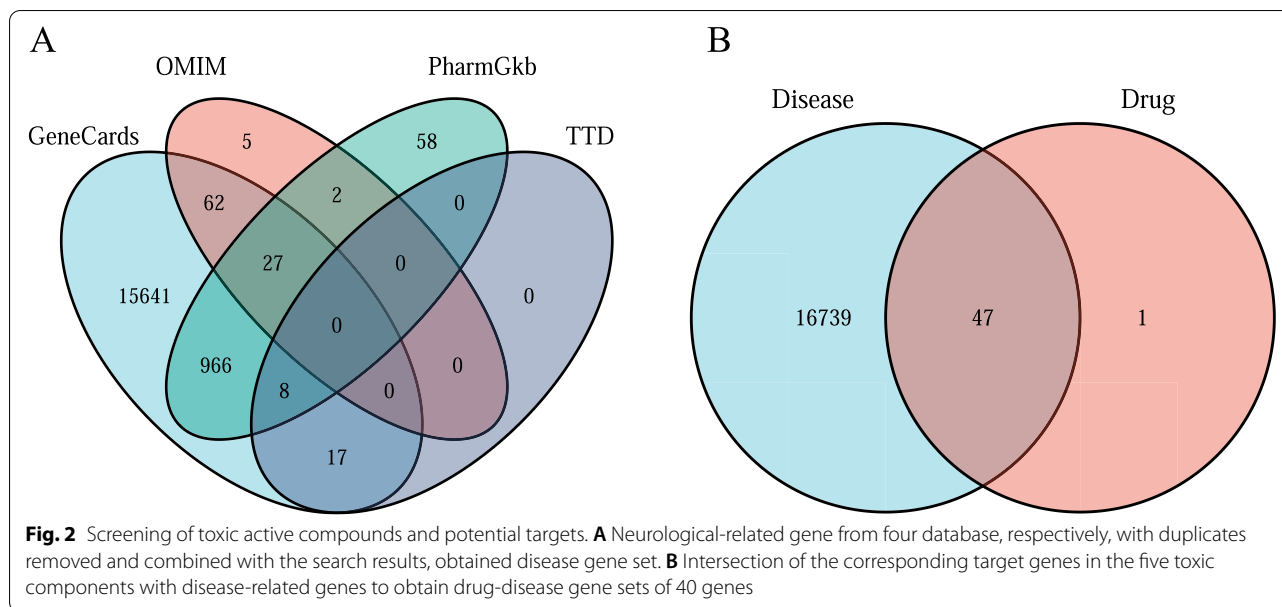 A
B
OMIM
PharmGkb
GeneCards
TTD
5
58
62
2
0
27
0
15641
0
0
966
8
0
0
17
Disease
Drug
16739
47
1
Fig. 2 Screening of toxic active compounds and potential targets. A Neurological-related gene from four database, respectively, with duplicates
removed and combined with the search results, obtained disease gene set. B Intersection of the corresponding target genes in the five toxic
components with disease-related genes to obtain drug-disease gene sets of 40 genes